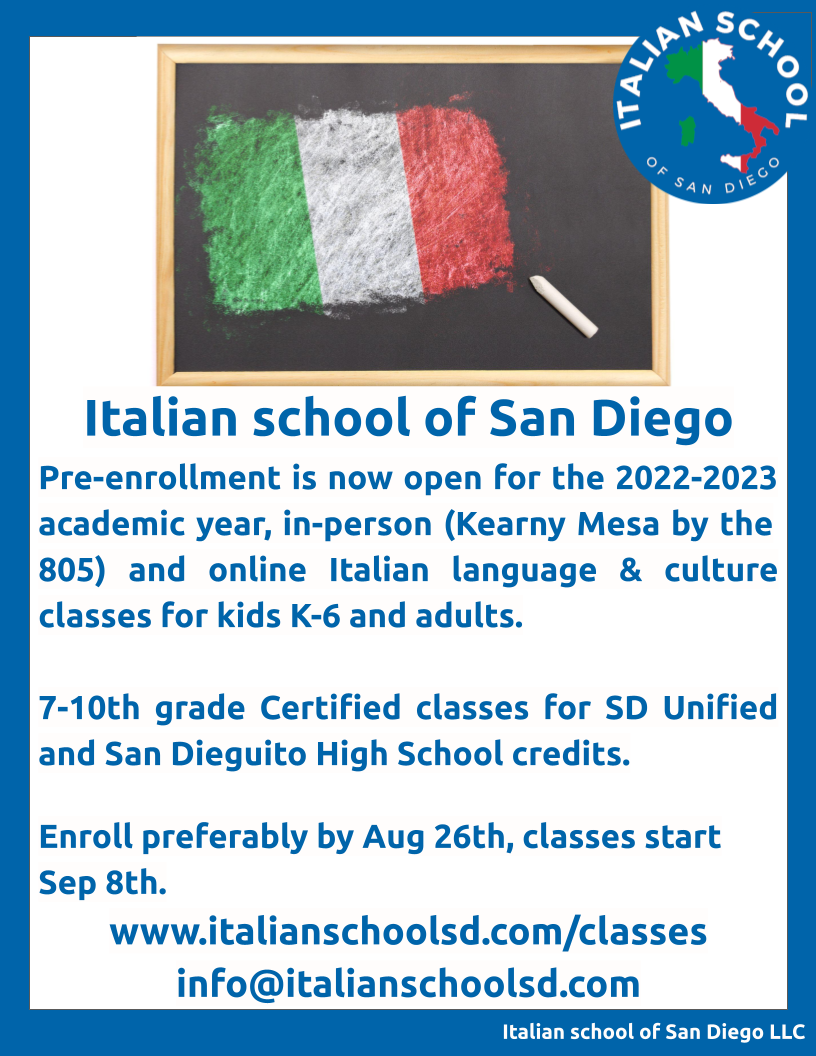 ITALIAN SCHOOL
OF SAN DIEGO
Italian school of San Diego
Pre-enrollment is now open for the 2022-2023
academic year, in-person (Kearny Mesa by the
805) and online Italian language & culture
classes for kids K-6 and adults.
7-10th grade Certified classes for SD Unified
and San Dieguito High School credits.
Enroll preferably by Aug 26th, classes start
Sep 8th.
www.italianschoolsd.com/classes
info@italianschoolsd.com
Italian school of San Diego LLC